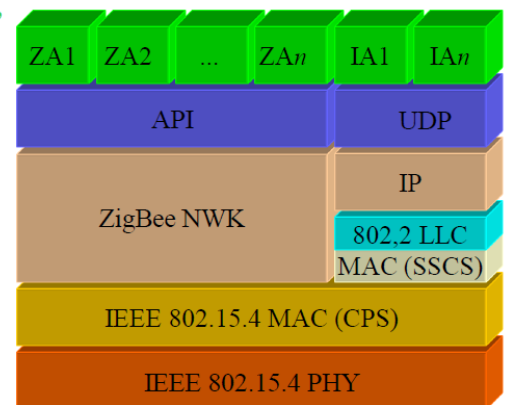 ZA1 ZA2 ... ZAn IA1 IAn
API UDP
IP
ZigBee NWK
802,2 LLC
MAC (SSCS)
IEEE 802.15.4 MAC (CPS)
IEEE 802.15.4 PHY